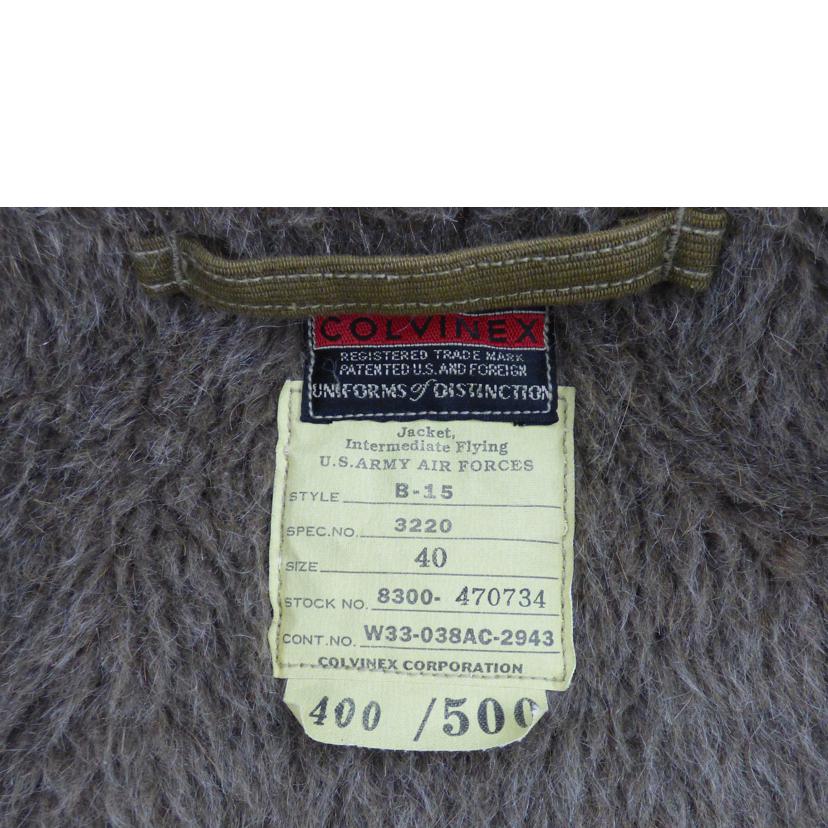 COLVINEX
REGISTERED TRADE MARK
PATENTED U.S. AND FOREIGN
UNIFORMS of DISTINCTION
Jacket,
Intermediate Flying
U.S. ARMY AIR FORCES
STYLE B-15
SPEC. NO. 3220
SIZE 40
STOCK NO. 8300- 470734
CONT. NO. W33-038AC-2943
COLVINEX CORPORATION
400 /500